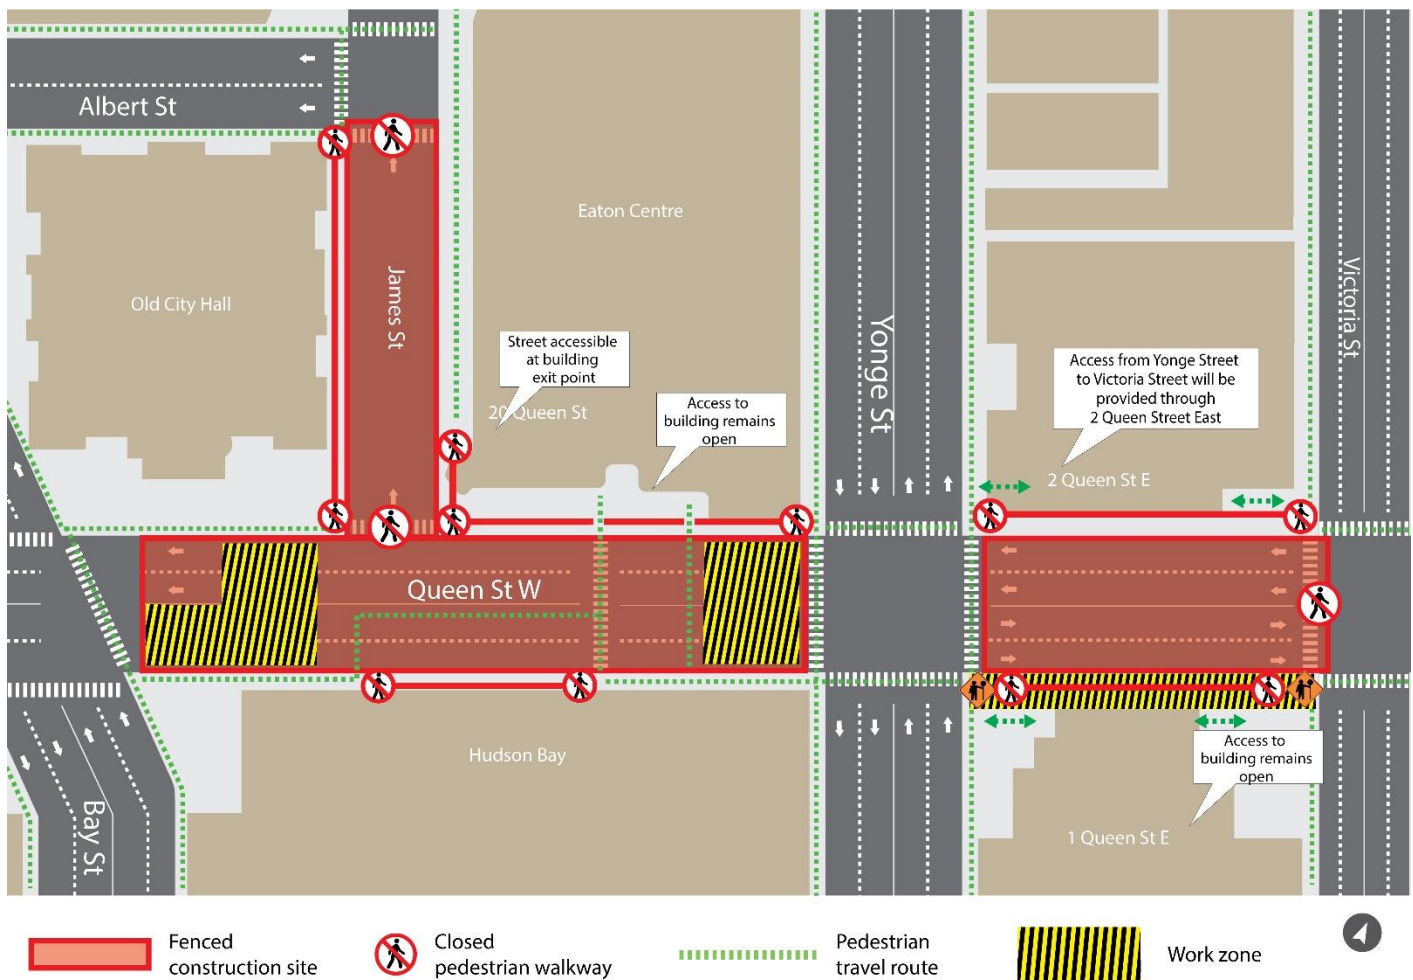 Albert St
Eaton Centre
Old City Hall
James St
Yonge St
Victoria St
Street accessible
at building
exit point
20 Queen St
Access to
building remains
open
Access from Yonge Street
to Victoria Street will be
provided through
2 Queen Street East
2 Queen St E
Queen St W
Hudson Bay
Bay St
Access to
building remains
open
1 Queen St E
Fenced
construction site
Closed
pedestrian walkway
Pedestrian
travel route
Work zone